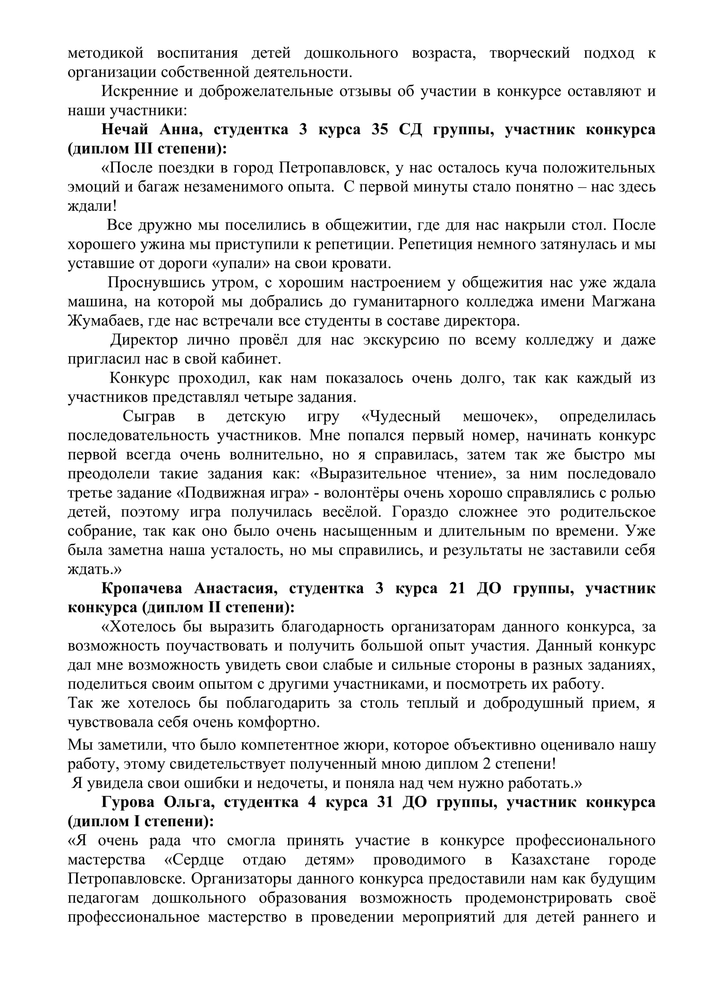 методикой воспитания детей дошкольного возраста, творческий подход к
организации собственной деятельности.
Искренние и доброжелательные отзывы об участии в конкурсе оставляют и
наши участники:
Нечай Анна, студентка 3 курса 35 СД группы, участник конкурса
(диплом III степени):
«После поездки в город Петропавловск, у нас осталось куча положительных
эмоций и багаж незаменимого опыта.  С первой минуты стало понятно – нас здесь
ждали!
Все дружно мы поселились в общежитии, где для нас накрыли стол. После
хорошего ужина мы приступили к репетиции. Репетиция немного затянулась и мы
уставшие от дороги «упали» на свои кровати.
Проснувшись утром, с хорошим настроением у общежития нас уже ждала
машина, на которой мы добрались до гуманитарного колледжа имени Магжана
Жумабаев, где нас встречали все студенты в составе директора.
Директор лично провёл для нас экскурсию по всему колледжу и даже
пригласил нас в свой кабинет.
Конкурс проходил, как нам показалось очень долго, так как каждый из
участников представлял четыре задания.
Сыграв в детскую игру «Чудесный мешочек», определилась
последовательность участников. Мне попался первый номер, начинать конкурс
первой всегда очень волнительно, но я справилась, затем так же быстро мы
преодолели такие задания как: «Выразительное чтение», за ним последовало
третье задание «Подвижная игра» - волонтёры очень хорошо справлялись с ролью
детей, поэтому игра получилась весёлой. Гораздо сложнее это родительское
собрание, так как оно было очень насыщенным и длительным по времени. Уже
была заметна наша усталость, но мы справились, и результаты не заставили себя
ждать.»
Кропачева Анастасия, студентка 3 курса 21 ДО группы, участник
конкурса (диплом II степени):
«Хотелось бы выразить благодарность организаторам данного конкурса, за
возможность поучаствовать и получить большой опыт участия. Данный конкурс
дал мне возможность увидеть свои слабые и сильные стороны в разных заданиях,
поделиться своим опытом с другими участниками, и посмотреть их работу.
Так же хотелось бы поблагодарить за столь теплый и добродушный прием, я
чувствовала себя очень комфортно.
Мы заметили, что было компетентное жюри, которое объективно оценивало нашу
работу, этому свидетельствует полученный мною диплом 2 степени!
Я увидела свои ошибки и недочеты, и поняла над чем нужно работать.»
Гурова Ольга, студентка 4 курса 31 ДО группы, участник конкурса
(диплом I степени):
«Я очень рада что смогла принять участие в конкурсе профессионального
мастерства «Сердце отдаю детям» проводимого в Казахстане городе
Петропавловске. Организаторы данного конкурса предоставили нам как будущим
педагогам дошкольного образования возможность продемонстрировать своё
профессиональное мастерство в проведении мероприятий для детей раннего и